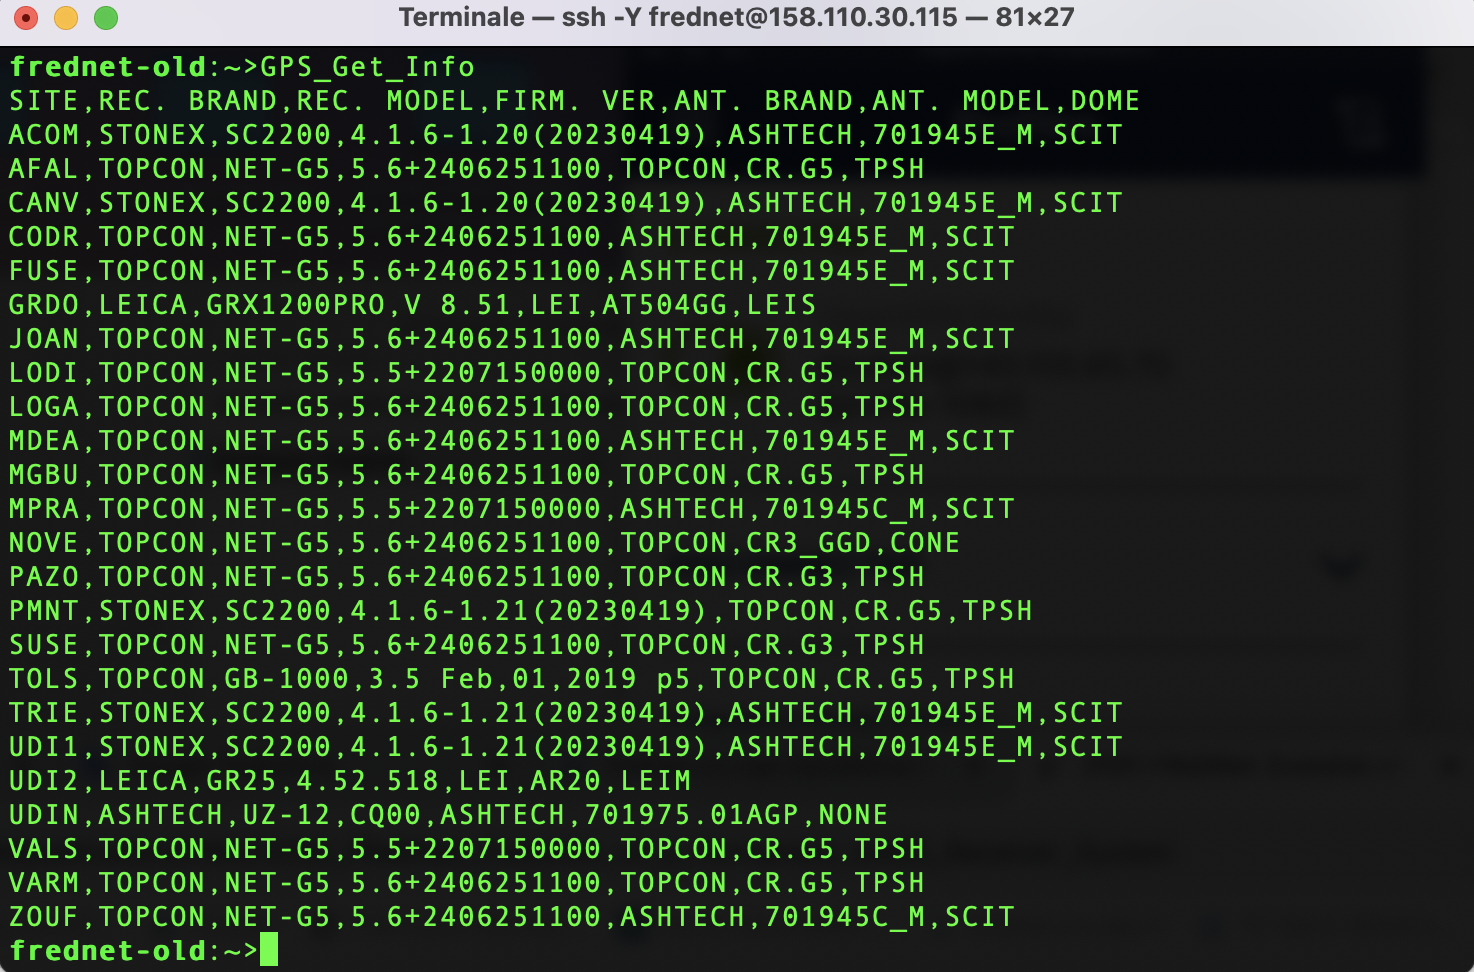 Terminale — ssh -Y frednet@158.110.30.115 — 81×27
frednet-old:~>GPS_Get_Info
SITE,REC. BRAND,REC. MODEL,FIRM. VER,ANT. BRAND,ANT. MODEL,DOME
ACOM,STONEX,SC2200,4.1.6-1.20(20230419),ASHTECH,701945E_M,SCIT
AFAL,TOPCON,NET-G5,5.6+2406251100,TOPCON,CR.G5,TPSH
CANV,STONEX,SC2200,4.1.6-1.20(20230419),ASHTECH,701945E_M,SCIT
CODR,TOPCON,NET-G5,5.6+2406251100,ASHTECH,701945E_M,SCIT
FUSE,TOPCON,NET-G5,5.6+2406251100,ASHTECH,701945E_M,SCIT
GRDO,LEICA,GRX1200PRO,V 8.51,LEI,AT504GG,LEIS
JOAN,TOPCON,NET-G5,5.6+2406251100,ASHTECH,701945E_M,SCIT
LODI,TOPCON,NET-G5,5.5+2207150000,TOPCON,CR.G5,TPSH
LOGA,TOPCON,NET-G5,5.6+2406251100,TOPCON,CR.G5,TPSH
MDEA,TOPCON,NET-G5,5.6+2406251100,ASHTECH,701945E_M,SCIT
MGBU,TOPCON,NET-G5,5.6+2406251100,TOPCON,CR.G5,TPSH
MPRA,TOPCON,NET-G5,5.5+2207150000,ASHTECH,701945C_M,SCIT
NOVE,TOPCON,NET-G5,5.6+2406251100,TOPCON,CR3_GGD,CONE
PAZO,TOPCON,NET-G5,5.6+2406251100,TOPCON,CR.G3,TPSH
PMNT,STONEX,SC2200,4.1.6-1.21(20230419),TOPCON,CR.G5,TPSH
SUSE,TOPCON,NET-G5,5.6+2406251100,TOPCON,CR.G3,TPSH
TOLS,TOPCON,GB-1000,3.5 Feb,01,2019 p5,TOPCON,CR.G5,TPSH
TRIE,STONEX,SC2200,4.1.6-1.21(20230419),ASHTECH,701945E_M,SCIT
UDI1,STONEX,SC2200,4.1.6-1.21(20230419),ASHTECH,701945E_M,SCIT
UDI2,LEICA,GR25,4.52.518,LEI,AR20,LEIM
UDIN,ASHTECH,UZ-12,CQ00,ASHTECH,701975.01AGP,NONE
VALS,TOPCON,NET-G5,5.5+2207150000,TOPCON,CR.G5,TPSH
VARM,TOPCON,NET-G5,5.6+2406251100,TOPCON,CR.G5,TPSH
ZOUF,TOPCON,NET-G5,5.6+2406251100,ASHTECH,701945C_M,SCIT
frednet-old:~>